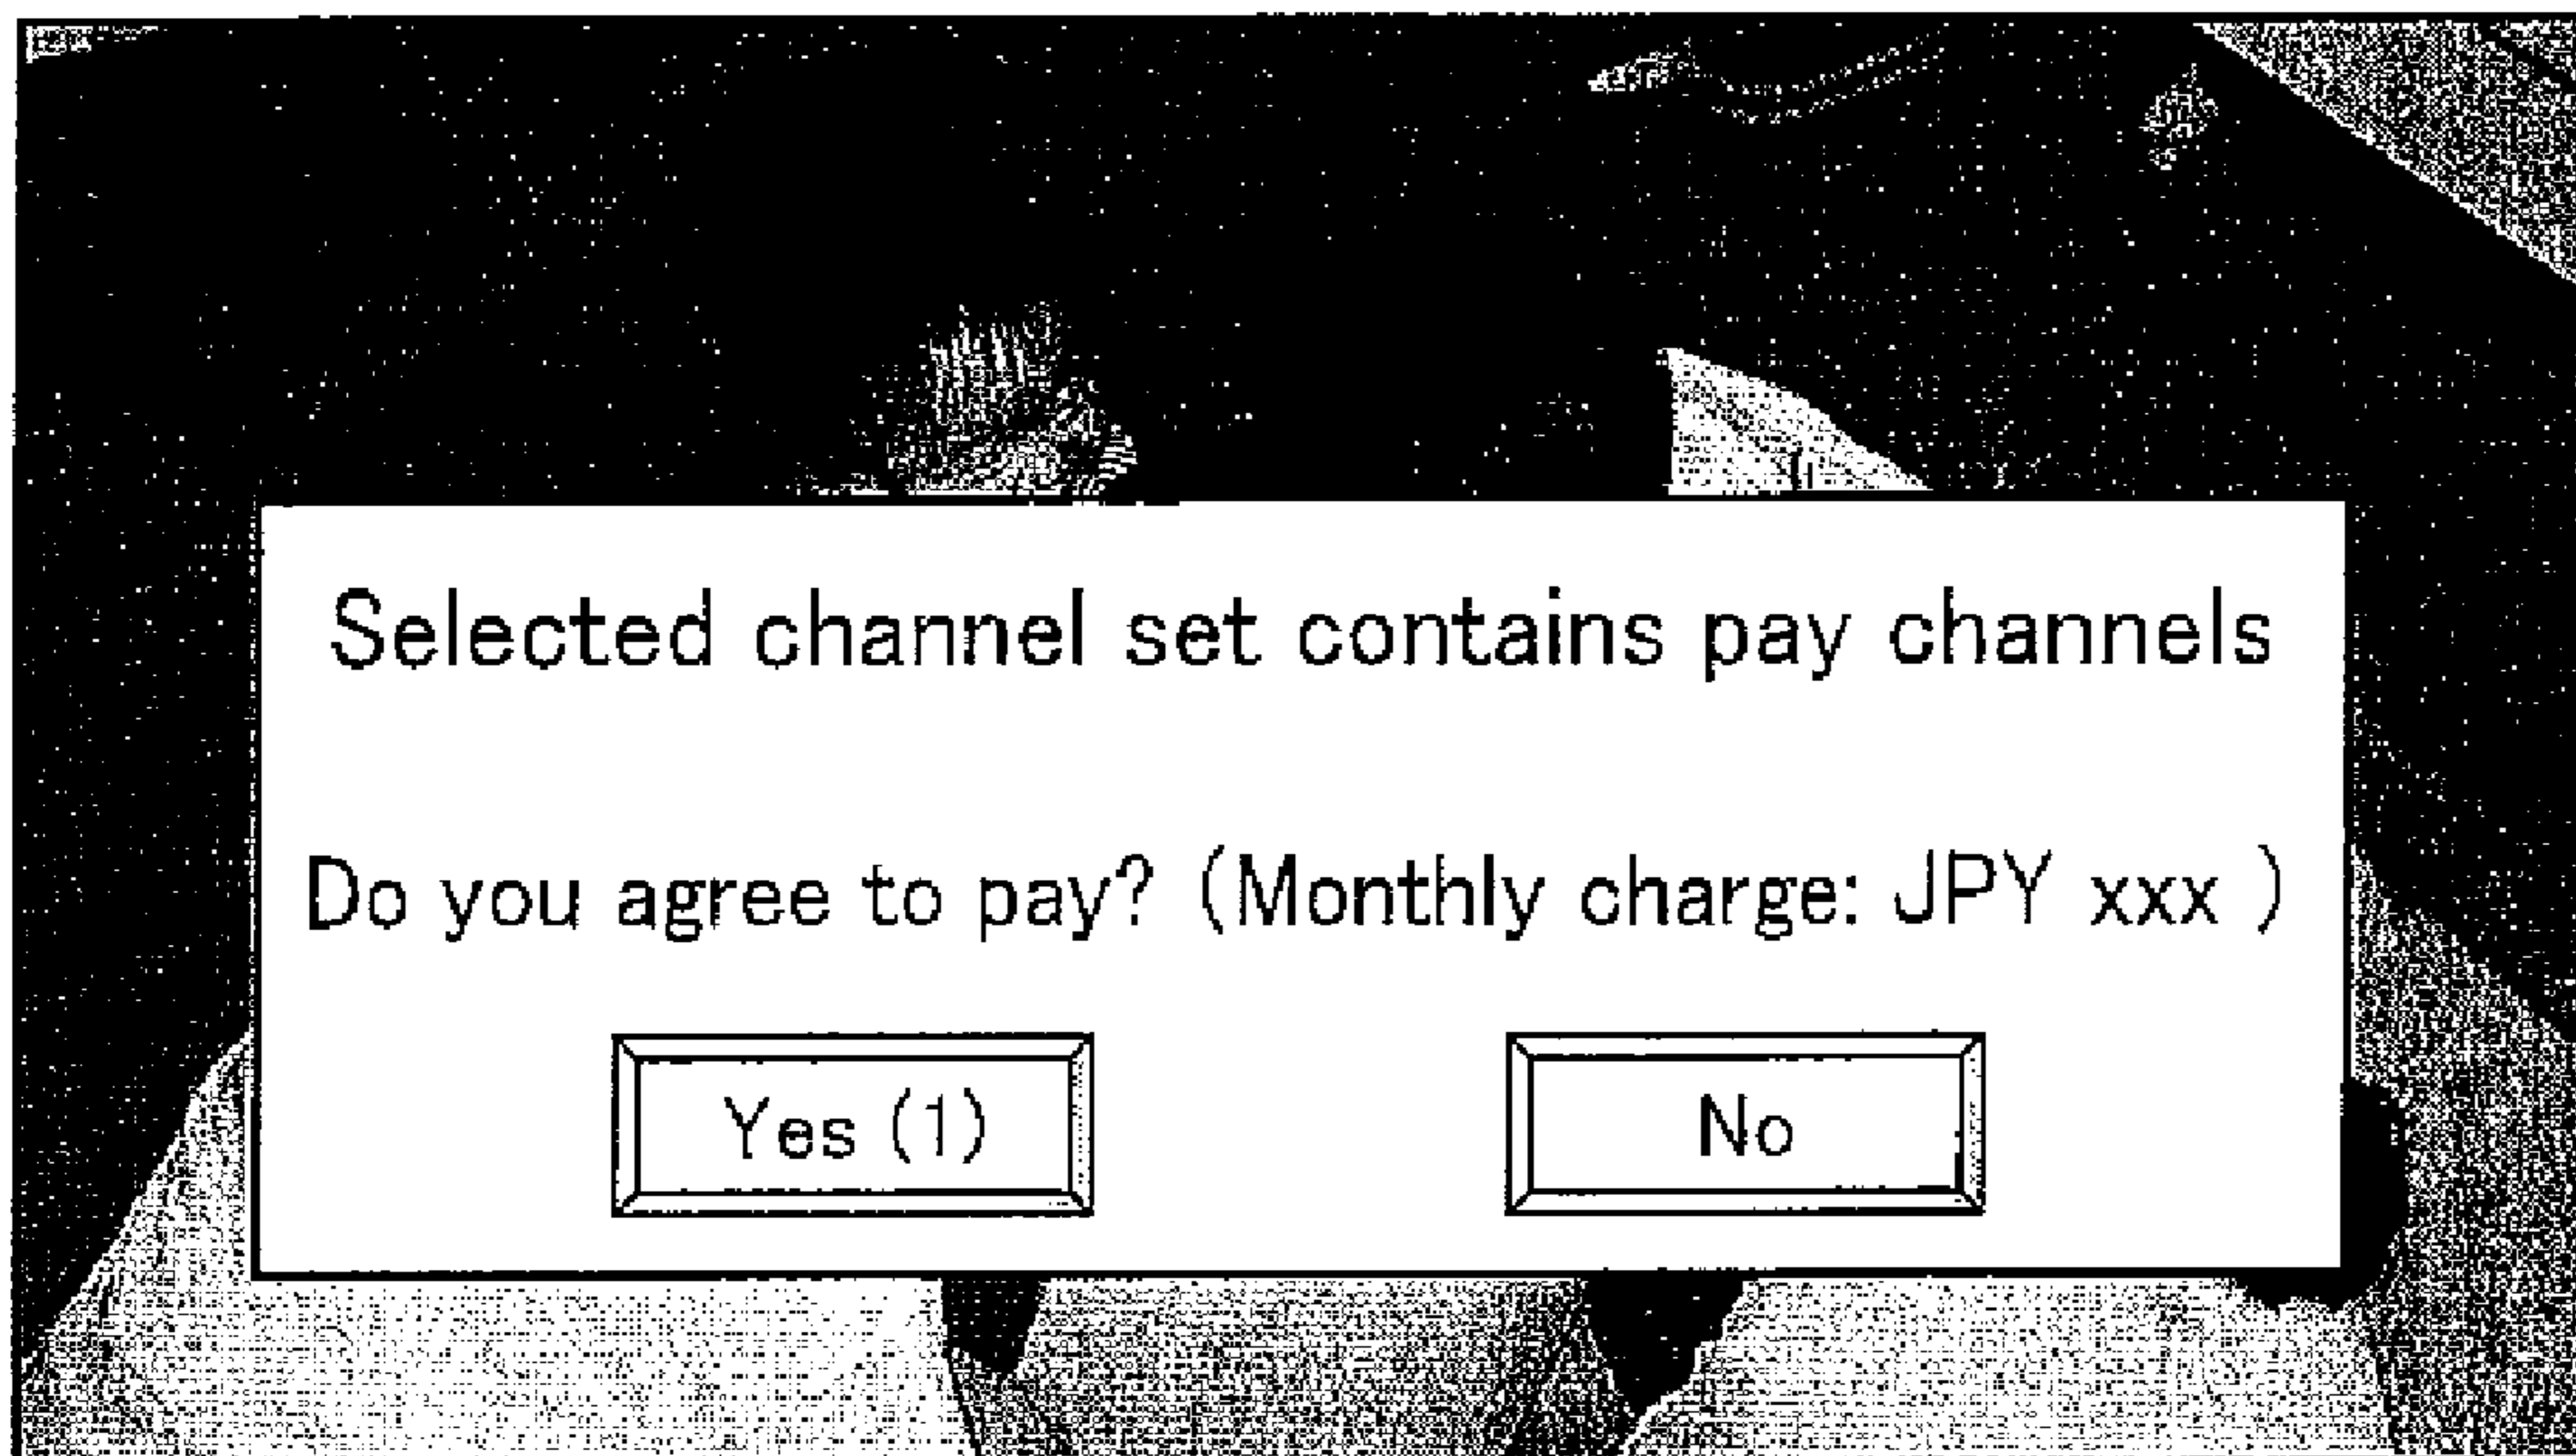 Selected channel set contains pay channels
Do you agree to pay? (Monthly charge: JPY xxx )
Yes (1)
No